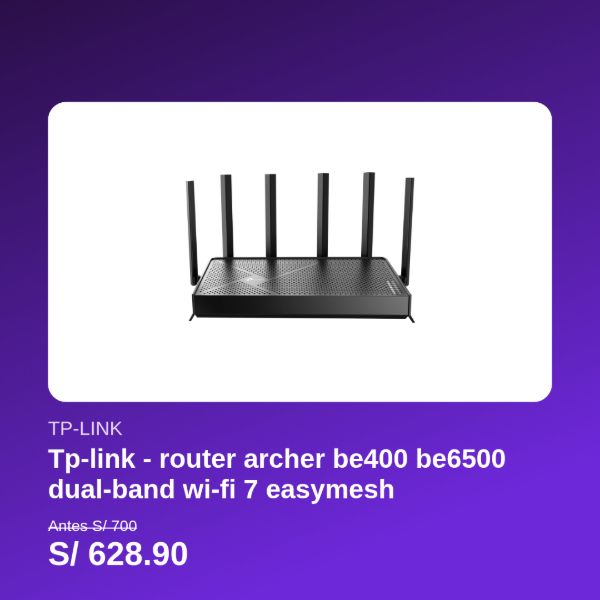 TP-LINK
Tp-link - router archer be400 be6500
dual-band wi-fi 7 easymesh
Antes S/ 700
S/ 628.90